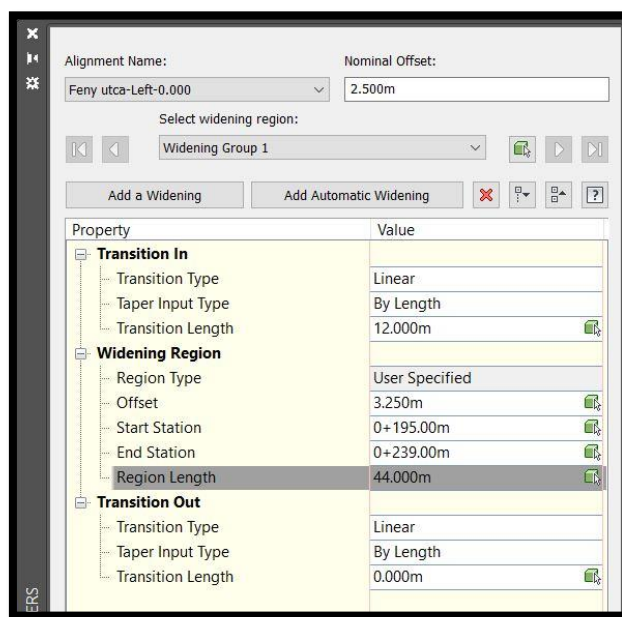 Alignment Name: Nominal Offset:
Feny utca-Left-0.000 2.500m
Select widening region:
Widening Group 1
Add a Widening Add Automatic Widening
Property Value
Transition In
Transition Type Linear
Taper Input Type By Length
Transition Length 12.000m
Widening Region
Region Type User Specified
Offset 3.250m
Start Station 0+195.00m
End Station 0+239.00m
Region Length 44.000m
Transition Out
Transition Type Linear
Taper Input Type By Length
Transition Length 0.000m
ERS